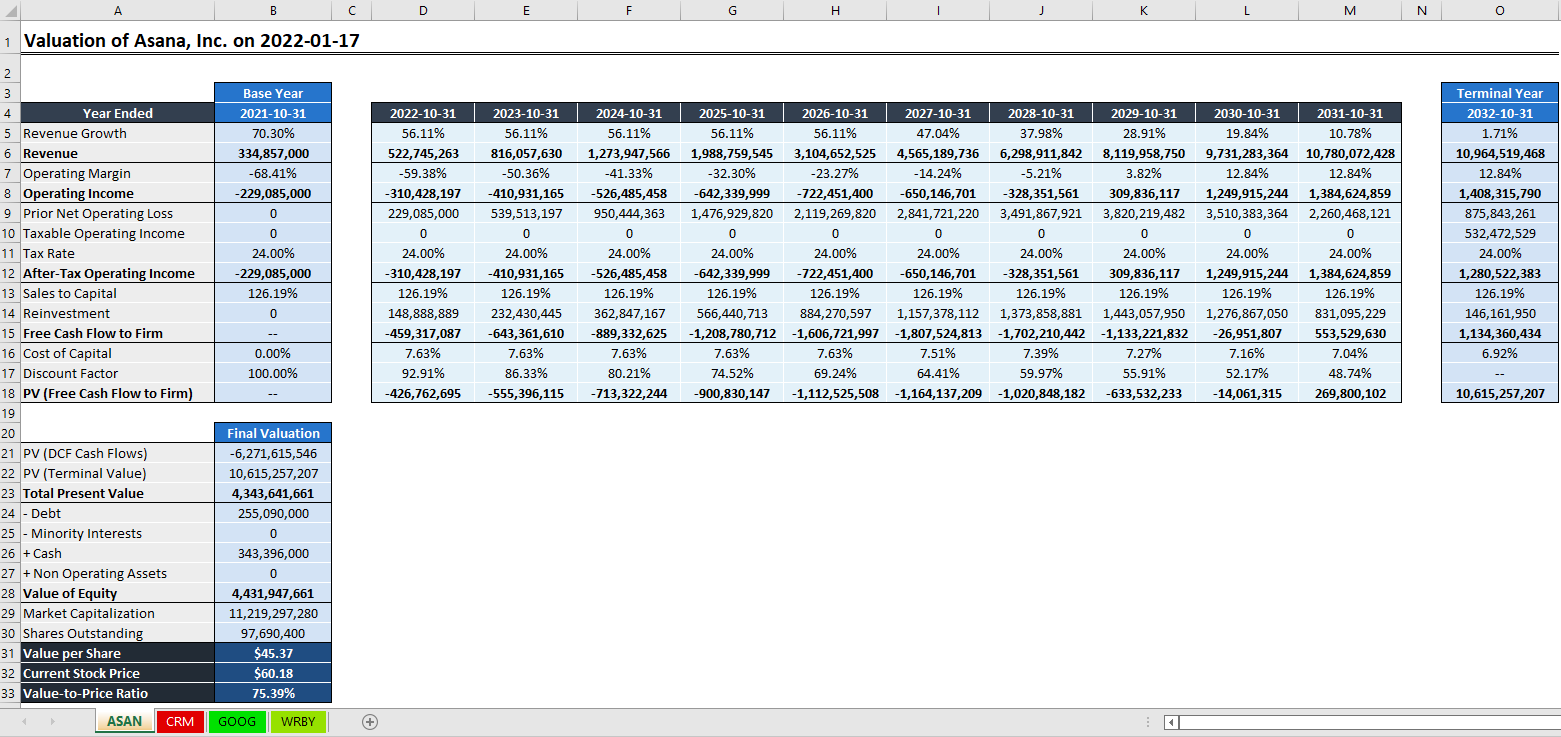 A B C D E F G H I J K L M N O
1 Valuation of Asana, Inc. on 2022-01-17
2
3 Base Year Terminal Year
4 Year Ended 2021-10-31 2022-10-31 2023-10-31 2024-10-31 2025-10-31 2026-10-31 2027-10-31 2028-10-31 2029-10-31 2030-10-31 2031-10-31 2032-10-31
5 Revenue Growth 70.30% 56.11% 56.11% 56.11% 56.11% 56.11% 47.04% 37.98% 28.91% 19.84% 10.78% 1.71%
6 Revenue 334,857,000 522,745,263 816,057,630 1,273,947,566 1,988,759,545 3,104,652,525 4,565,189,736 6,298,911,842 8,119,958,750 9,731,283,364 10,780,072,428 10,964,519,468
7 Operating Margin -68.41% -59.38% -50.36% -41.33% -32.30% -23.27% -14.24% -5.21% 3.82% 12.84% 12.84% 12.84%
8 Operating Income -229,085,000 -310,428,197 -410,931,165 -526,485,458 -642,339,999 -722,451,400 -650,146,701 -328,351,561 309,836,117 1,249,915,244 1,384,624,859 1,408,315,790
9 Prior Net Operating Loss 0 229,085,000 539,513,197 950,444,363 1,476,929,820 2,119,269,820 2,841,721,220 3,491,867,921 3,820,219,482 3,510,383,364 2,260,468,121 875,843,261
10 Taxable Operating Income 0 0 0 0 0 0 0 0 0 0 0 532,472,529
11 Tax Rate 24.00% 24.00% 24.00% 24.00% 24.00% 24.00% 24.00% 24.00% 24.00% 24.00% 24.00% 24.00%
12 After-Tax Operating Income -229,085,000 -310,428,197 -410,931,165 -526,485,458 -642,339,999 -722,451,400 -650,146,701 -328,351,561 309,836,117 1,249,915,244 1,384,624,859 1,280,522,383
13 Sales to Capital 126.19% 126.19% 126.19% 126.19% 126.19% 126.19% 126.19% 126.19% 126.19% 126.19% 126.19% 126.19%
14 Reinvestment 0 148,888,889 232,430,445 362,847,167 566,440,713 884,270,597 1,157,378,112 1,373,858,881 1,443,057,950 1,276,867,050 831,095,229 146,161,950
15 Free Cash Flow to Firm -- -459,317,087 -643,361,610 -889,332,625 -1,208,780,712 -1,606,721,997 -1,807,524,813 -1,702,210,442 -1,133,221,832 -26,951,807 553,529,630 1,134,360,434
16 Cost of Capital 0.00% 7.63% 7.63% 7.63% 7.63% 7.63% 7.51% 7.39% 7.27% 7.16% 7.04% 6.92%
17 Discount Factor 100.00% 92.91% 86.33% 80.21% 74.52% 69.24% 64.41% 59.97% 55.91% 52.17% 48.74% --
18 PV (Free Cash Flow to Firm) -- -426,762,695 -555,396,115 -713,322,244 -900,830,147 -1,112,525,508 -1,164,137,209 -1,020,848,182 -633,532,233 -14,061,315 269,800,102 10,615,257,207
19
20 Final Valuation
21 PV (DCF Cash Flows) -6,271,615,546
22 PV (Terminal Value) 10,615,257,207
23 Total Present Value 4,343,641,661
24 - Debt 255,090,000
25 - Minority Interests 0
26 + Cash 343,396,000
27 + Non Operating Assets 0
28 Value of Equity 4,431,947,661
29 Market Capitalization 11,219,297,280
30 Shares Outstanding 97,690,400
31 Value per Share $45.37
32 Current Stock Price $60.18
33 Value-to-Price Ratio 75.39%
ASAN CRM GOOG WRBY